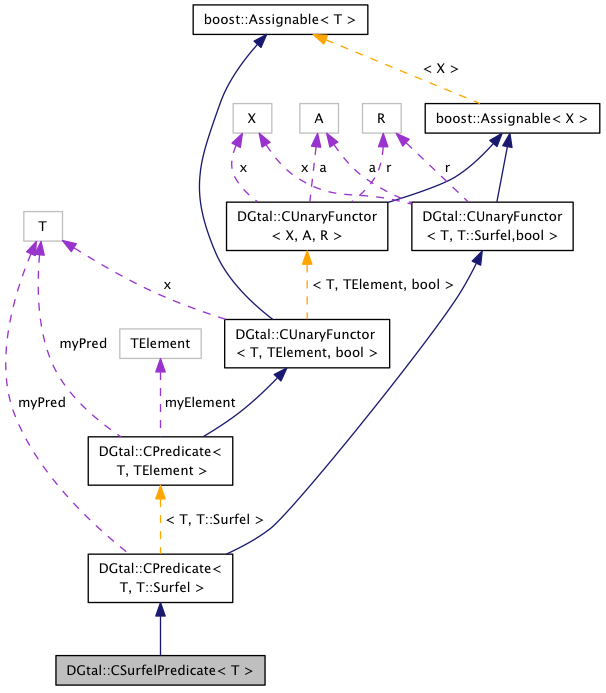 boost::Assignable< T >
< X >
X
A
R
boost::Assignable< X >
x
x
a
a
r
r
DGtal::CUnaryFunctor
< X, A, R >
DGtal::CUnaryFunctor
< T, T::Surfel,bool >
T
x
< T, TElement, bool >
myPred
TElement
DGtal::CUnaryFunctor
< T, TElement, bool >
myPred
myElement
DGtal::CPredicate<
T, TElement >
< T, T::Surfel >
DGtal::CPredicate<
T, T::Surfel >
DGtal::CSurfelPredicate< T >